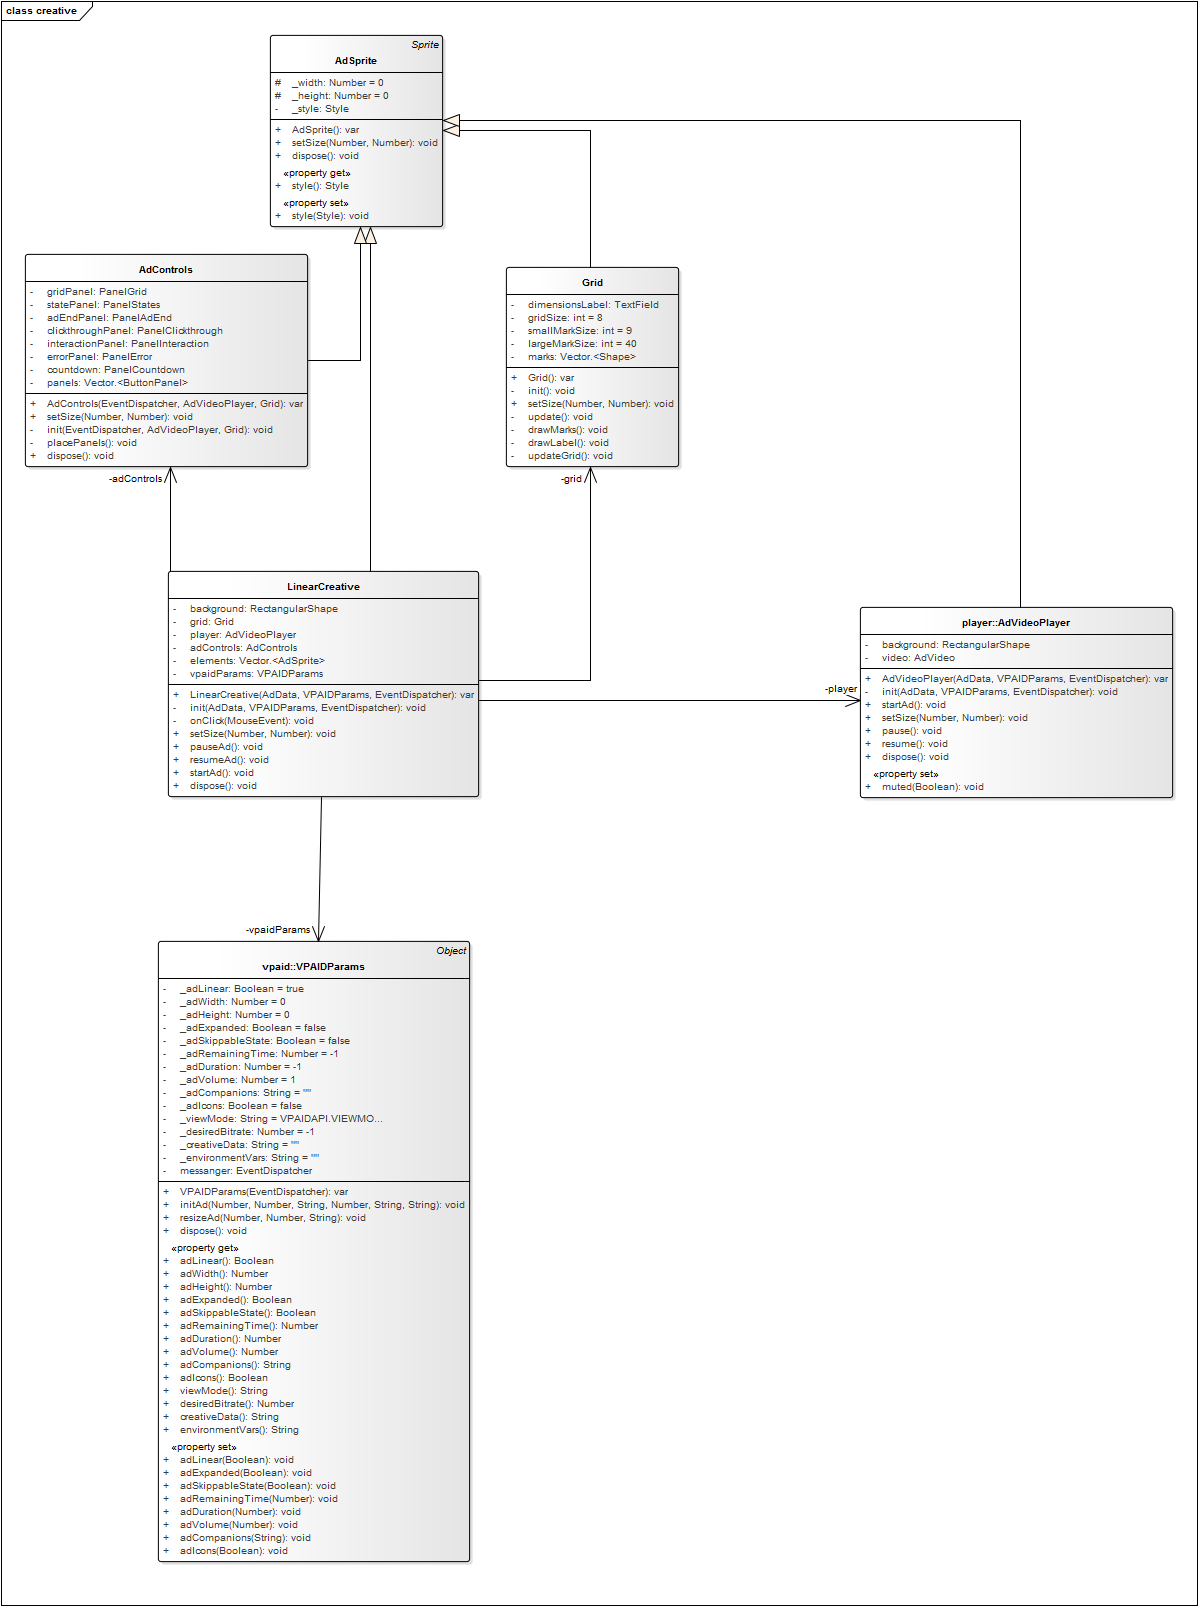 class creative
Sprite
AdSprite
# _width: Number = 0
# _height: Number = 0
- _style: Style
+ AdSprite(): var
+ setSize(Number, Number): void
+ dispose(): void
«property get»
+ style(): Style
«property set»
+ style(Style): void
AdControls
- gridPanel: PanelGrid
- statePanel: PanelStates
- adEndPanel: PanelAdEnd
- clickthroughPanel: PanelClickthrough
- interactionPanel: PanelInteraction
- errorPanel: PanelError
- countdown: PanelCountdown
- panels: Vector.<ButtonPanel>
+ AdControls(EventDispatcher, AdVideoPlayer, Grid): var
+ setSize(Number, Number): void
- init(EventDispatcher, AdVideoPlayer, Grid): void
- placePanels(): void
+ dispose(): void
Grid
- dimensionsLabel: TextField
- gridSize: int = 8
- smallMarkSize: int = 9
- largeMarkSize: int = 40
- marks: Vector.<Shape>
+ Grid(): var
- init(): void
+ setSize(Number, Number): void
- update(): void
- drawMarks(): void
- drawLabel(): void
- updateGrid(): void
-adControls
-grid
LinearCreative
- background: RectangularShape
- grid: Grid
- player: AdVideoPlayer
- adControls: AdControls
- elements: Vector.<AdSprite>
- vpaidParams: VPAIDParams
+ LinearCreative(AdData, VPAIDParams, EventDispatcher): var
- init(AdData, VPAIDParams, EventDispatcher): void
- onClick(MouseEvent): void
+ setSize(Number, Number): void
+ pauseAd(): void
+ resumeAd(): void
+ startAd(): void
+ dispose(): void
-player
player::AdVideoPlayer
- background: RectangularShape
- video: AdVideo
+ AdVideoPlayer(AdData, VPAIDParams, EventDispatcher): var
- init(AdData, VPAIDParams, EventDispatcher): void
+ startAd(): void
+ setSize(Number, Number): void
+ pause(): void
+ resume(): void
+ dispose(): void
«property set»
+ muted(Boolean): void
-vpaidParams
Object
vpaid::VPAIDParams
- _adLinear: Boolean = true
- _adWidth: Number = 0
- _adHeight: Number = 0
- _adExpanded: Boolean = false
- _adSkippableState: Boolean = false
- _adRemainingTime: Number = -1
- _adDuration: Number = -1
- _adVolume: Number = 1
- _adCompanions: String = ""
- _adIcons: Boolean = false
- _viewMode: String = VPAIDAPI.VIEWMO...
- _desiredBitrate: Number = -1
- _creativeData: String = ""
- _environmentVars: String = ""
- messanger: EventDispatcher
+ VPAIDParams(EventDispatcher): var
+ initAd(Number, Number, String, Number, String, String): void
+ resizeAd(Number, Number, String): void
+ dispose(): void
«property get»
+ adLinear(): Boolean
+ adWidth(): Number
+ adHeight(): Number
+ adExpanded(): Boolean
+ adSkippableState(): Boolean
+ adRemainingTime(): Number
+ adDuration(): Number
+ adVolume(): Number
+ adCompanions(): String
+ adIcons(): Boolean
+ viewMode(): String
+ desiredBitrate(): Number
+ creativeData(): String
+ environmentVars(): String
«property set»
+ adLinear(Boolean): void
+ adExpanded(Boolean): void
+ adSkippableState(Boolean): void
+ adRemainingTime(Number): void
+ adDuration(Number): void
+ adVolume(Number): void
+ adCompanions(String): void
+ adIcons(Boolean): void